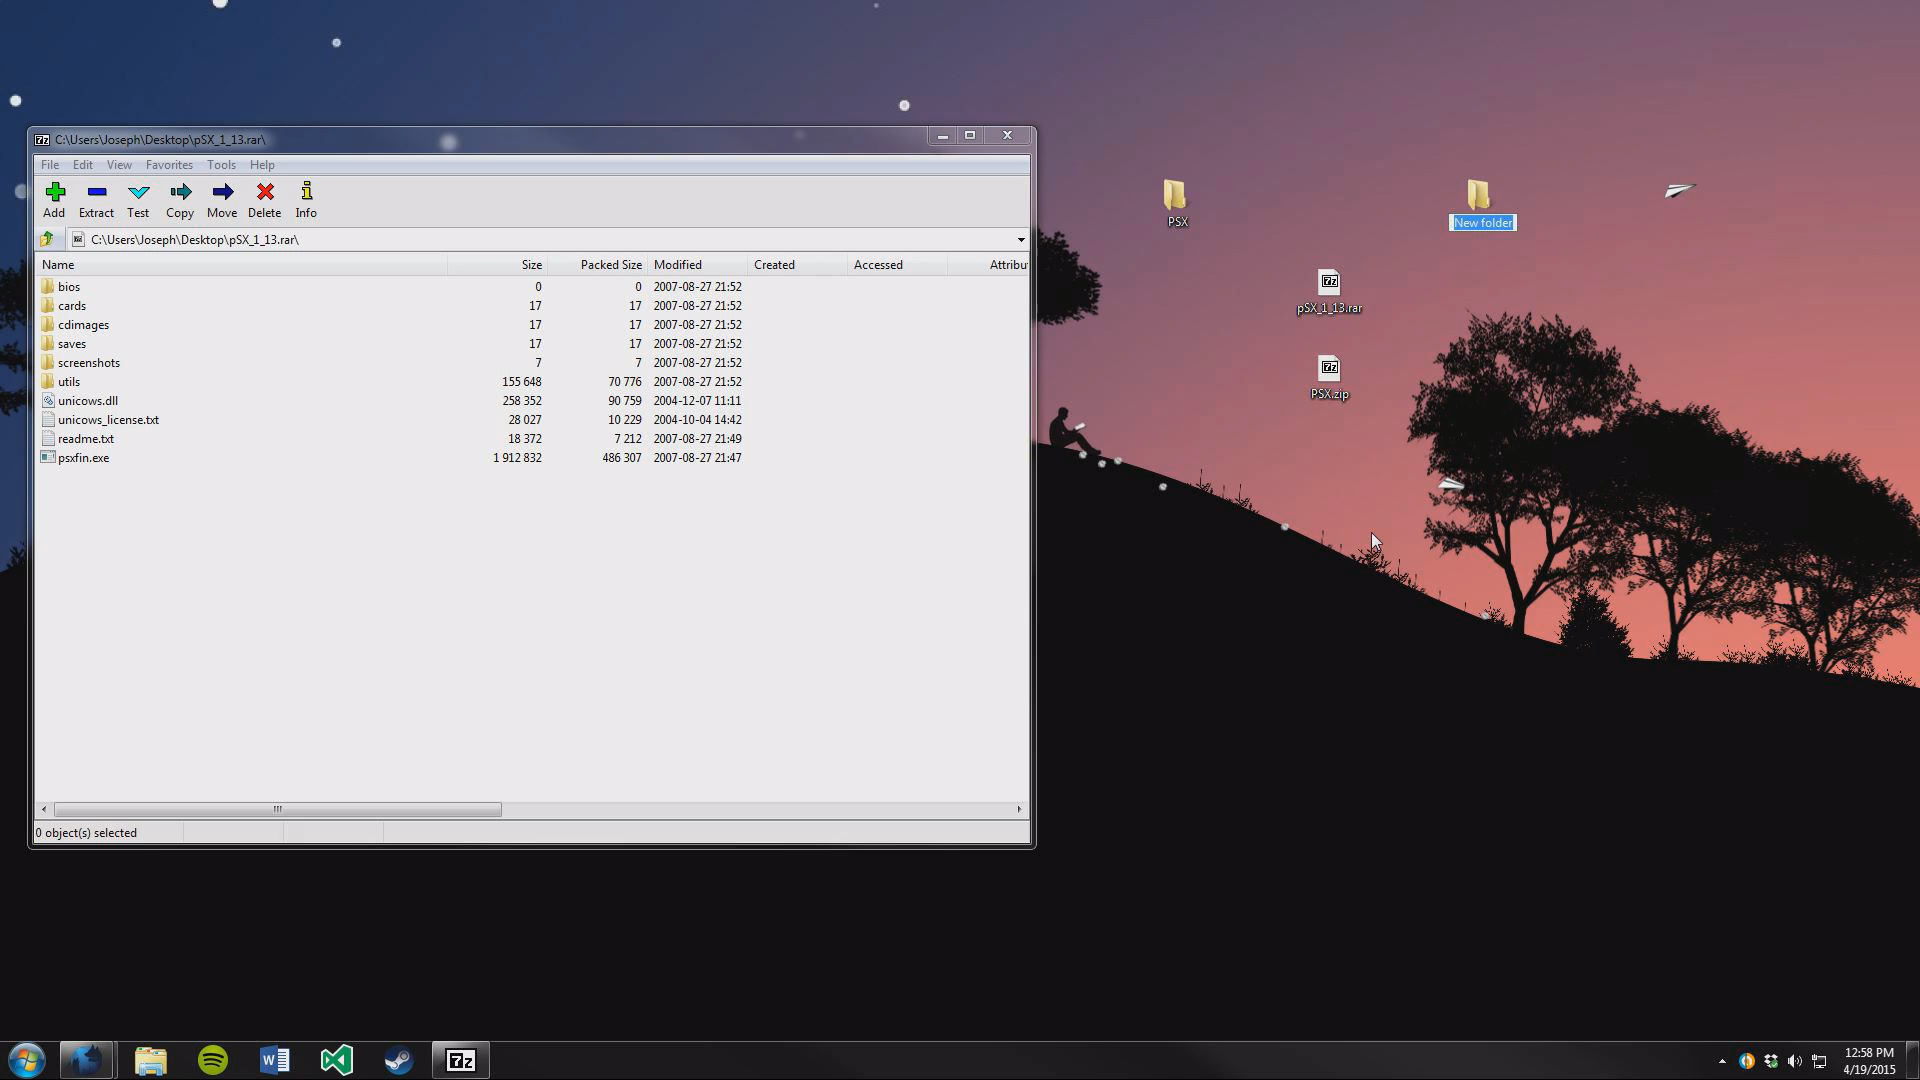 C:\Users\Joseph\Desktop\pSX_1_13.rar\
File Edit View Favorites Tools Help
Add Extract Test Copy Move Delete Info
C:\Users\Joseph\Desktop\pSX_1_13.rar\
Name Size Packed Size Modified Created Accessed Attribu
bios 0 0 2007-08-27 21:52
cards 17 17 2007-08-27 21:52
cdimages 17 17 2007-08-27 21:52
saves 17 17 2007-08-27 21:52
screenshots 7 7 2007-08-27 21:52
utils 155 648 70 776 2007-08-27 21:52
unicows.dll 258 352 90 759 2004-12-07 11:11
unicows_license.txt 28 027 10 229 2004-10-04 14:42
readme.txt 18 372 7 212 2007-08-27 21:49
psxfin.exe 1 912 832 486 307 2007-08-27 21:47
0 object(s) selected
PSX
New folder
pSX_1_13.rar
PSX.zip
12:58 PM
4/19/2015